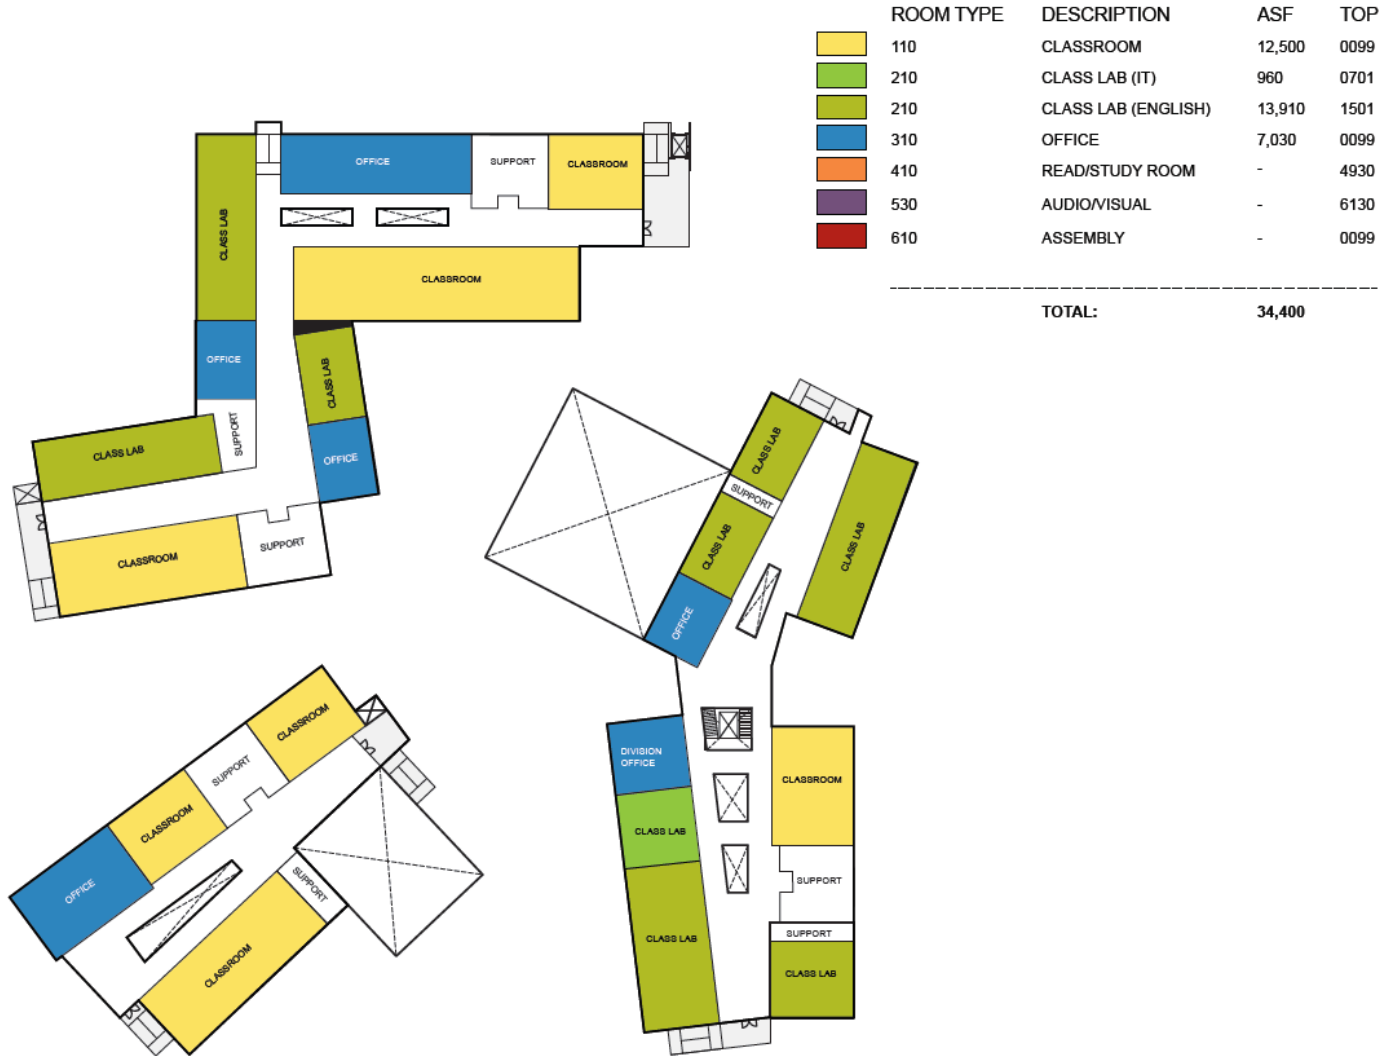 ROOM TYPE DESCRIPTION ASF TOP
110 CLASSROOM 12,500 0099
210 CLASS LAB (IT) 960 0701
210 CLASS LAB (ENGLISH) 13,910 1501
310 OFFICE 7,030 0099
410 READ/STUDY ROOM - 4930
530 AUDIO/VISUAL - 6130
610 ASSEMBLY - 0099
TOTAL: 34,400
OFFICE
SUPPORT
CLASSROOM
CLASS LAB
CLASSROOM
OFFICE
CLASS LAB
SUPPORT
CLASS LAB
OFFICE
CLASSROOM
SUPPORT
CLASS LAB
SUPPORT
CLASS LAB
CLASS LAB
OFFICE
DIVISION
OFFICE
CLASSROOM
CLASS LAB
SUPPORT
CLASS LAB
SUPPORT
CLASS LAB
CLASSROOM
SUPPORT
CLASSROOM
OFFICE
SUPPORT
CLASSROOM